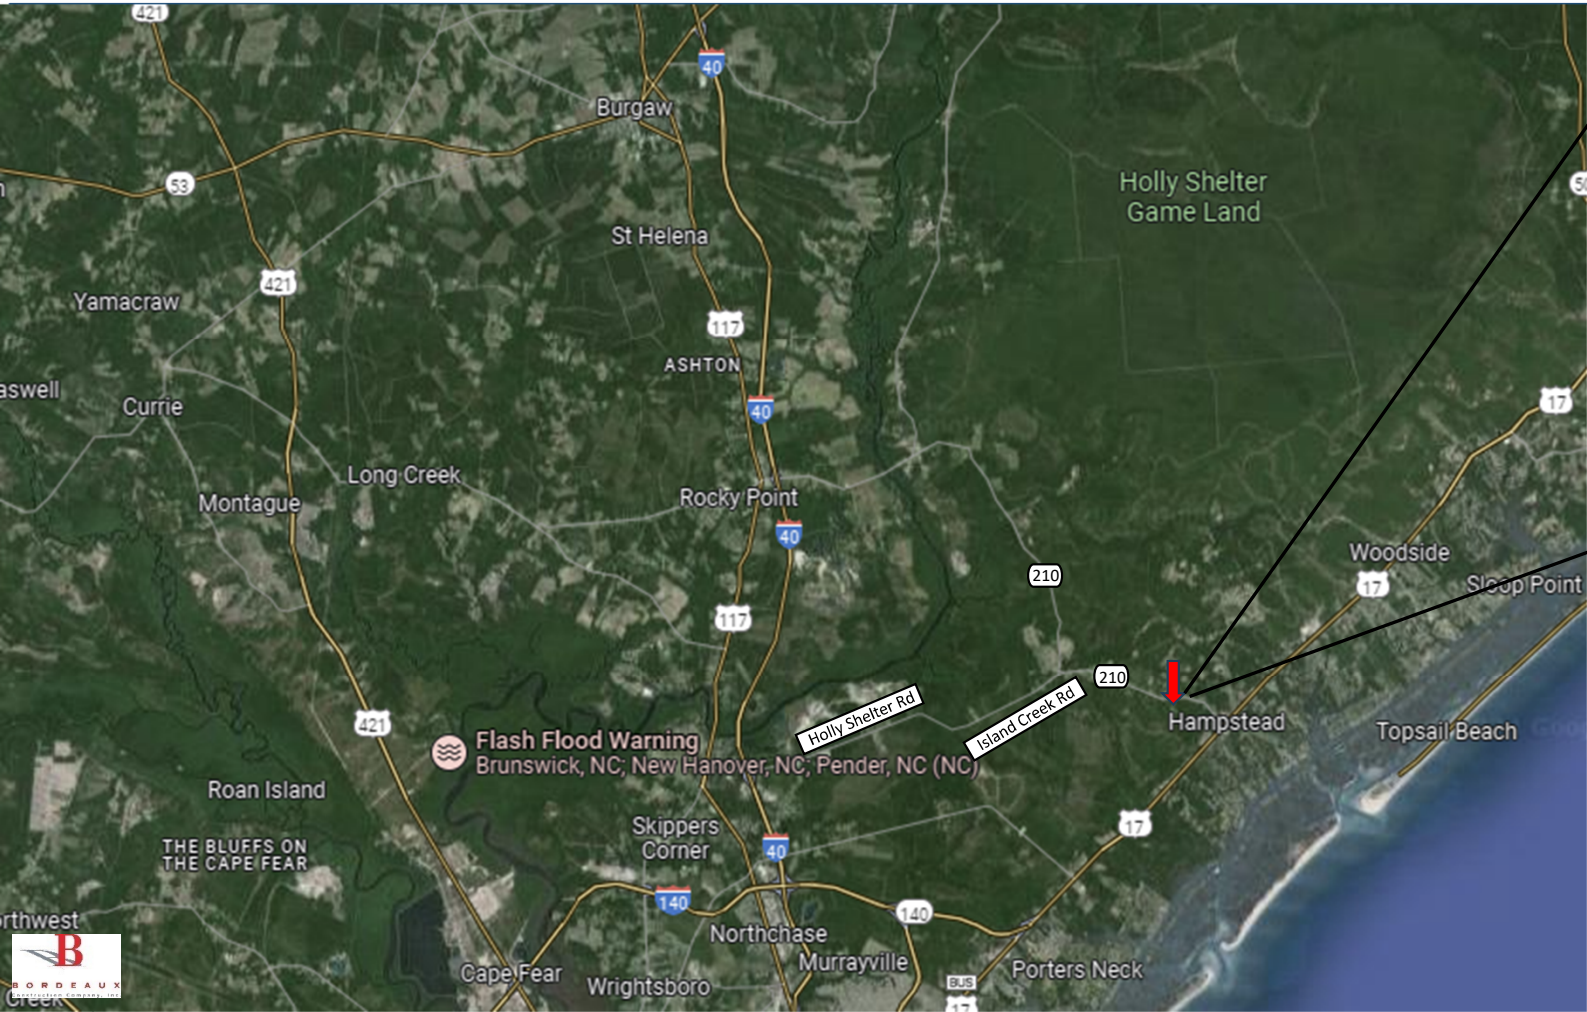 421
40
Burgaw
53
Holly Shelter
Game Land
St Helena
421
Yamacraw
117
ASHTON
aswell
Currie
40
17
Long Creek
Montague
Rocky Point
40
Woodside
210
17
Sloop Point
117
210
Holly Shelter Rd
Island Creek Rd
Hampstead
421
Topsail Beach
Flash Flood Warning
Brunswick, NC; New Hanover, NC; Pender, NC (NC)
Roan Island
Skippers
Corner
17
40
THE BLUFFS ON
THE CAPE FEAR
140
140
orthwest
Northchase
Murrayville
Cape Fear
Wrightsboro
Porters Neck
BUS
17
B
BORDEAUX
Construction Company, Inc
Creek